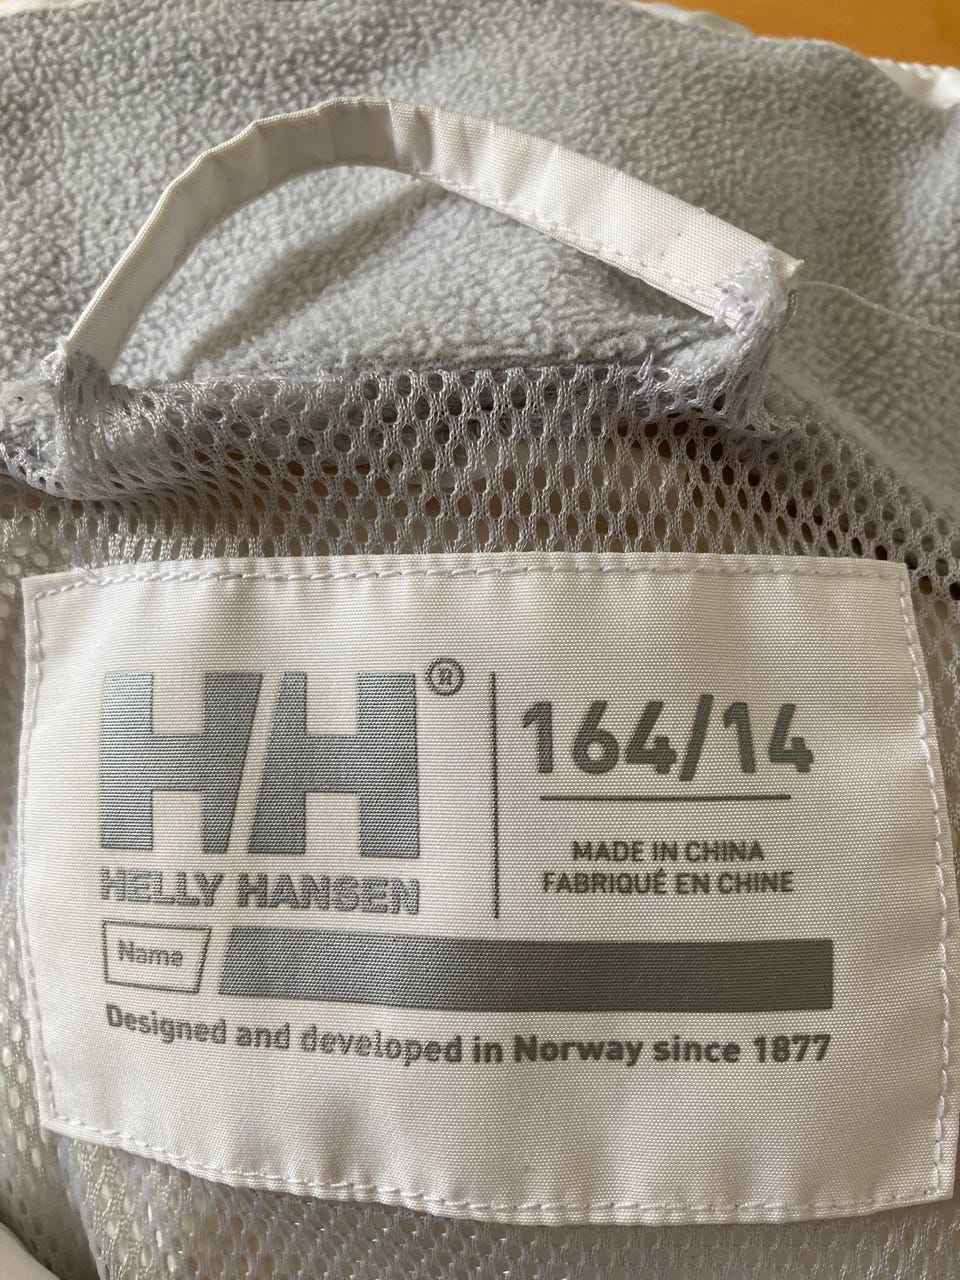 HH®
HELLY HANSEN
164/14
MADE IN CHINA
FABRIQUÉ EN CHINE
Name
Designed and developed in Norway since 1877